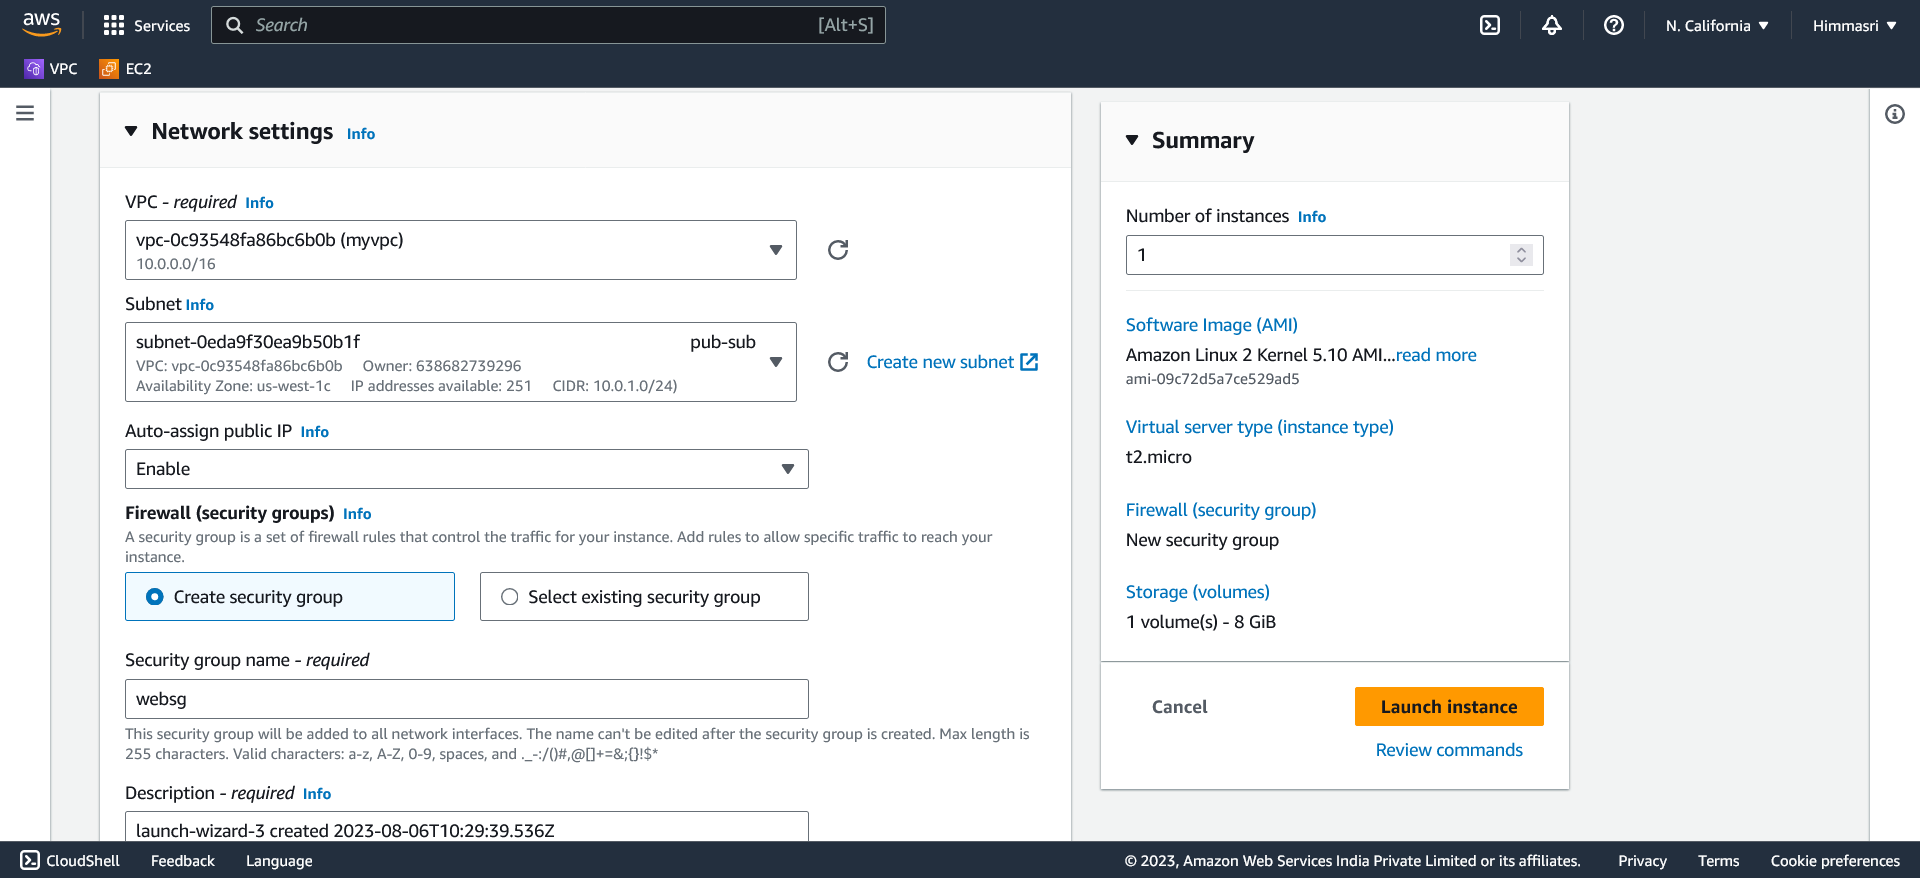 aws
Services
Search
[Alt+S]
N. California
Himmasri
VPC
EC2
Network settings Info
VPC - required Info
vpc-0c93548fa86bc6b0b (myvpc)
10.0.0.0/16
Subnet Info
subnet-0eda9f30ea9b50b1f pub-sub
VPC: vpc-0c93548fa86bc6b0b Owner: 638682739296
Availability Zone: us-west-1c IP addresses available: 251 CIDR: 10.0.1.0/24)
Create new subnet
Auto-assign public IP Info
Enable
Firewall (security groups) Info
A security group is a set of firewall rules that control the traffic for your instance. Add rules to allow specific traffic to reach your
instance.
Create security group
Select existing security group
Security group name - required
websg
This security group will be added to all network interfaces. The name can't be edited after the security group is created. Max length is
255 characters. Valid characters: a-z, A-Z, 0-9, spaces, and ._-:/()#,@[]+=&;{}!$*
Description - required Info
launch-wizard-3 created 2023-08-06T10:29:39.536Z
Summary
Number of instances Info
1
Software Image (AMI)
Amazon Linux 2 Kernel 5.10 AMI...read more
ami-09c72d5a7ce529ad5
Virtual server type (instance type)
t2.micro
Firewall (security group)
New security group
Storage (volumes)
1 volume(s) - 8 GiB
Cancel
Launch instance
Review commands
CloudShell
Feedback
Language
© 2023, Amazon Web Services India Private Limited or its affiliates.
Privacy
Terms
Cookie preferences